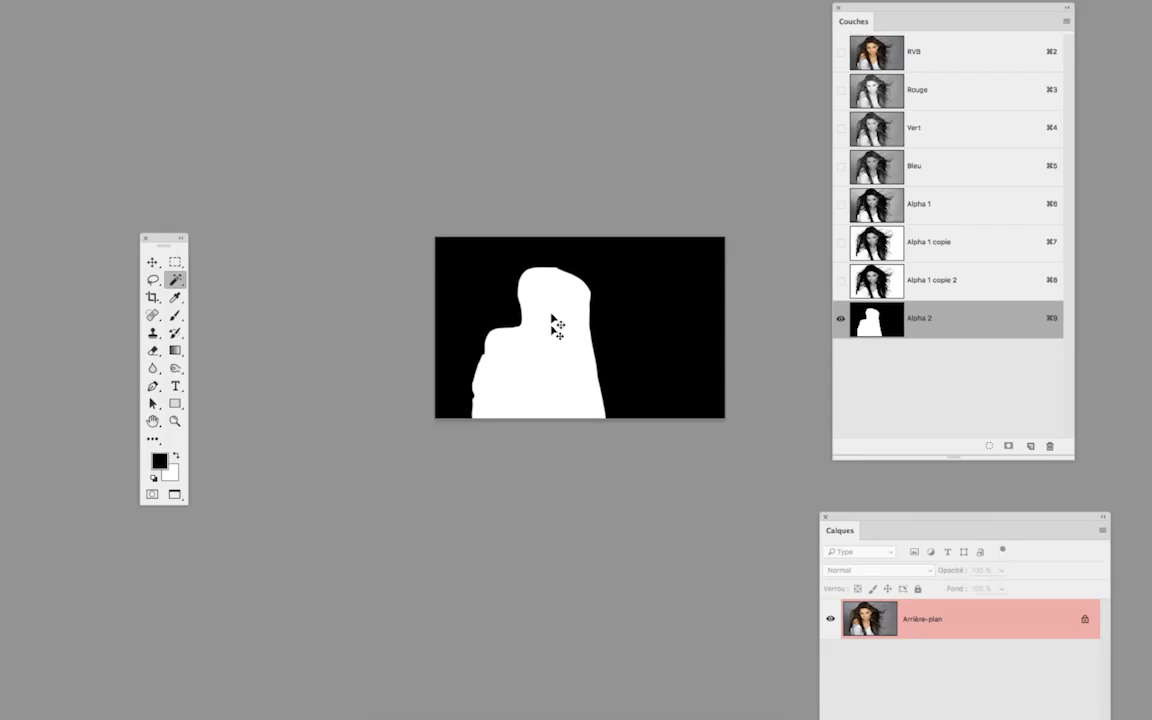 Couches
RVB ⌘2
Rouge ⌘3
Vert ⌘4
Bleu ⌘5
Alpha 1 ⌘6
Alpha 1 copie ⌘7
Alpha 1 copie 2 ⌘8
Alpha 2 ⌘9
T
Calques
Type T
Normal Opacité : 100 %
Verrou : Fond : 100 %
Arrière-plan